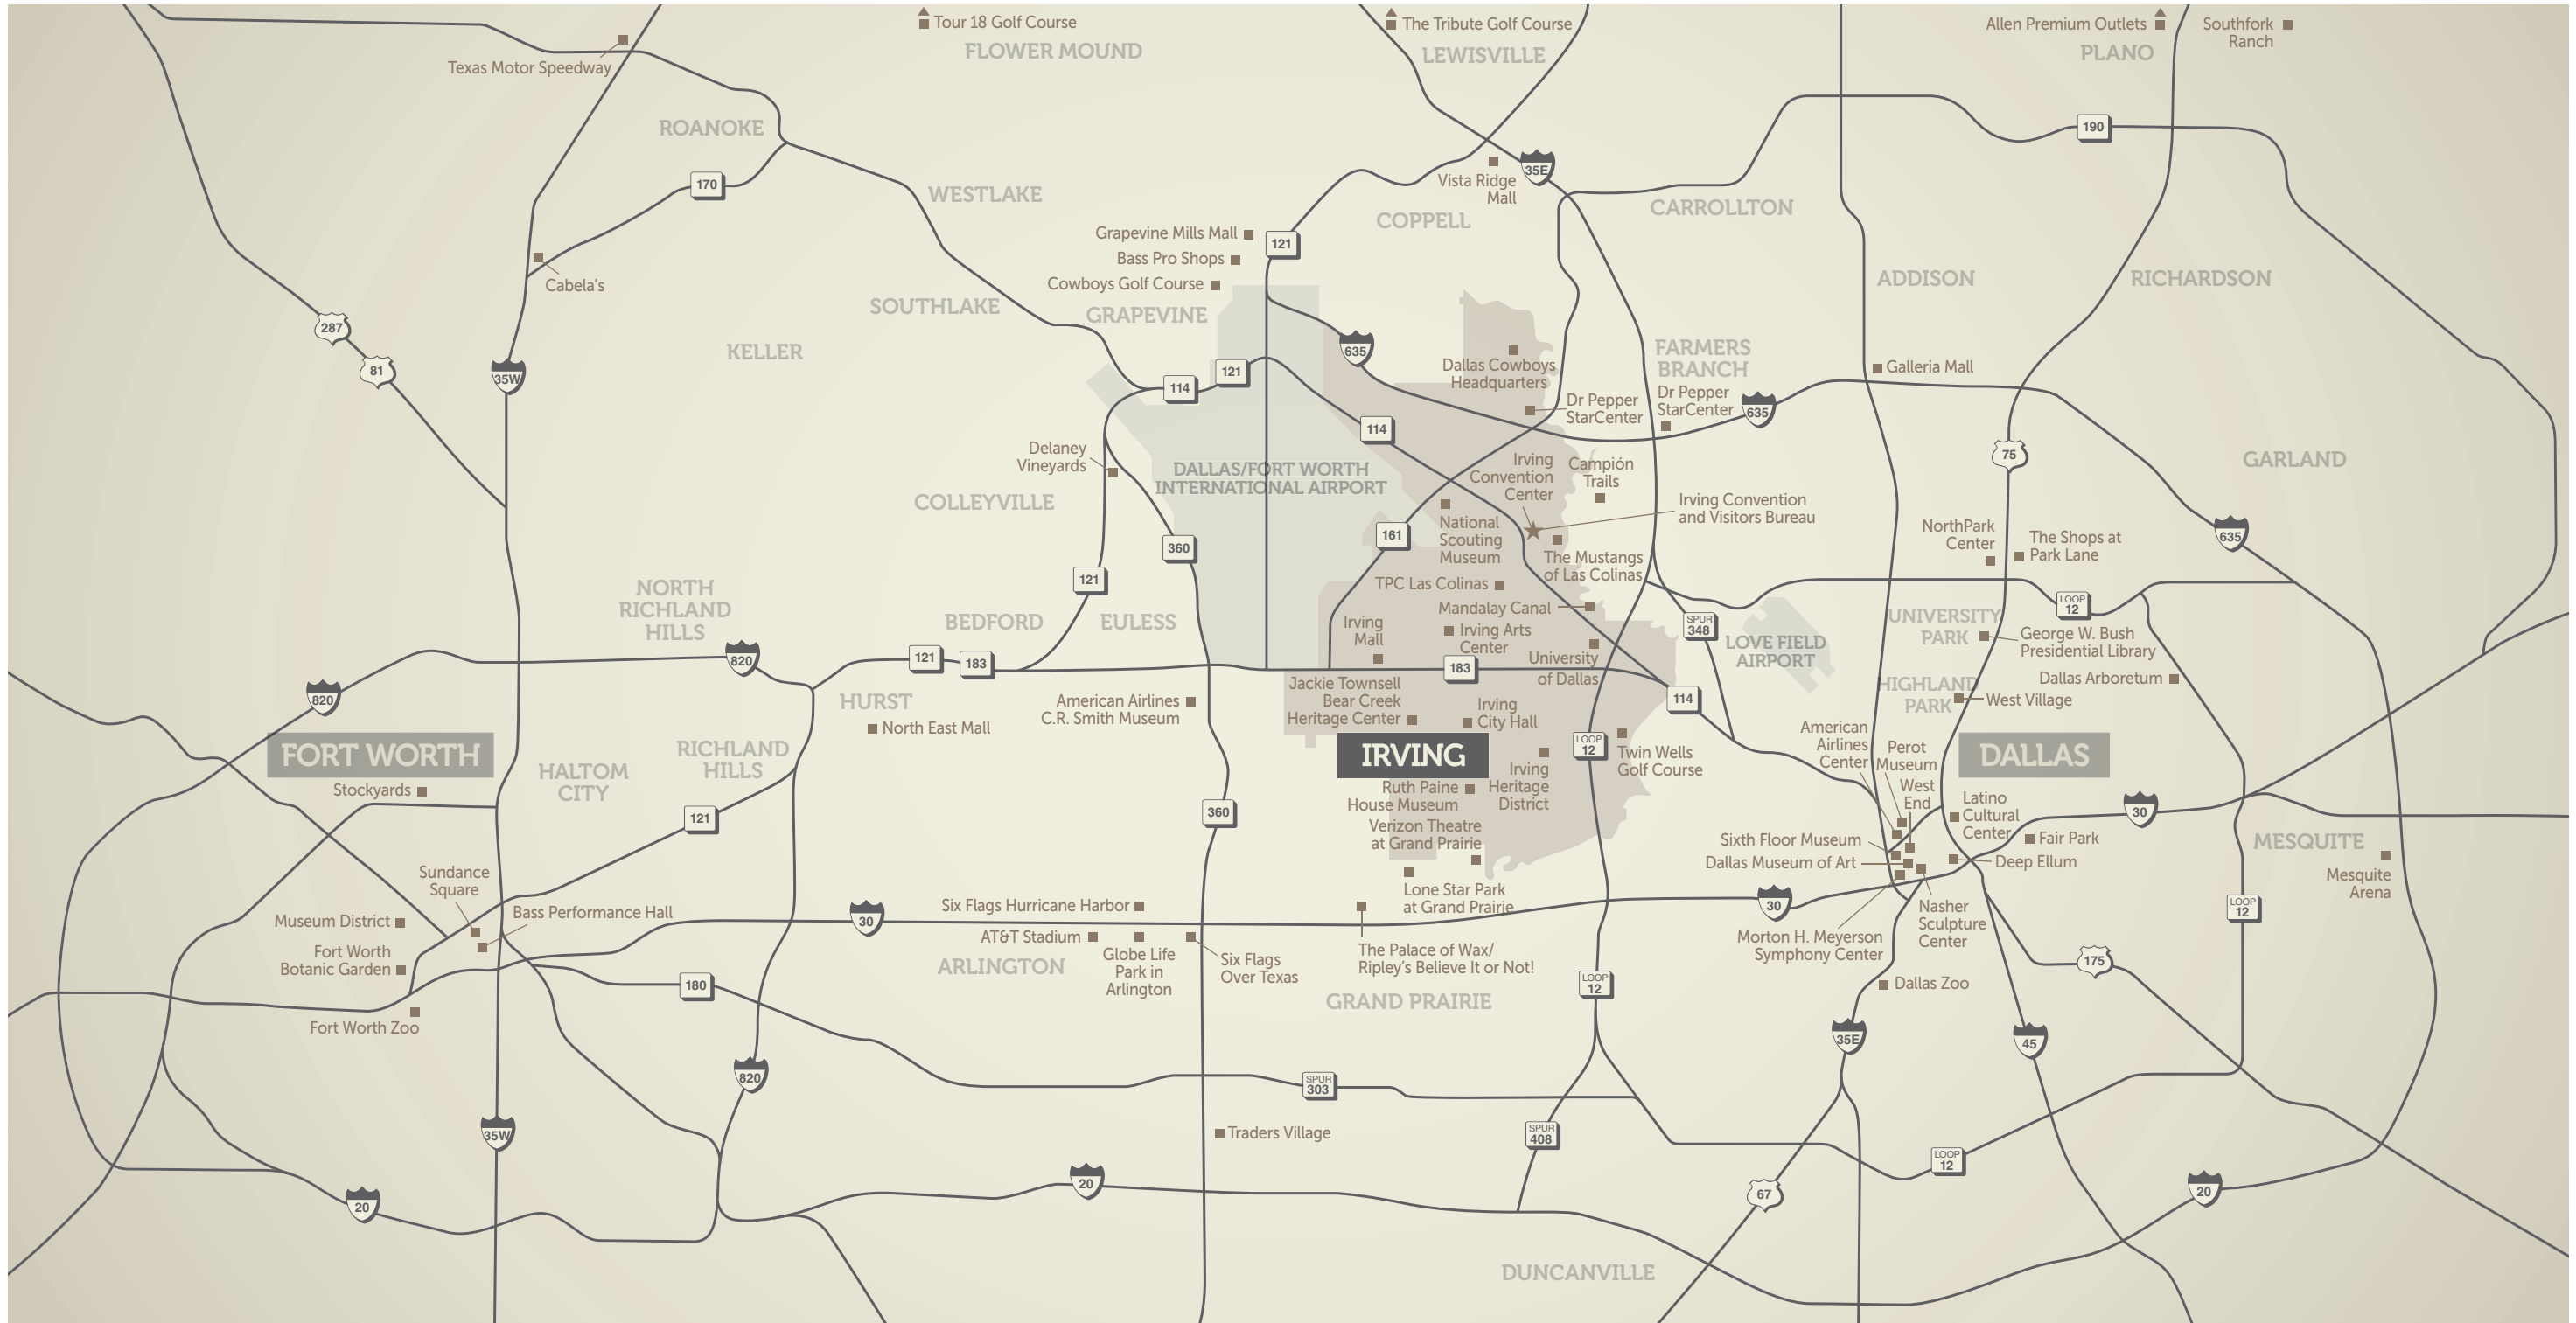 Tour 18 Golf Course
The Tribute Golf Course
Allen Premium Outlets
Southfork
Ranch
FLOWER MOUND
LEWISVILLE
PLANO
Texas Motor Speedway
ROANOKE
190
35E
170
Vista Ridge
Mall
WESTLAKE
COPPELL
CARROLLTON
Grapevine Mills Mall
121
Bass Pro Shops
Cowboys Golf Course
Cabela's
ADDISON
RICHARDSON
SOUTHLAKE
GRAPEVINE
287
81
35W
KELLER
635
121
114
Dallas Cowboys
Headquarters
FARMERS
BRANCH
Galleria Mall
Dr Pepper
StarCenter
Dr Pepper
StarCenter
635
114
75
GARLAND
Delaney
Vineyards
DALLAS/FORT WORTH
INTERNATIONAL AIRPORT
Irving
Convention
Center
Campión
Trails
COLLEYVILLE
Irving Convention
and Visitors Bureau
360
161
National
Scouting
Museum
The Mustangs
of Las Colinas
NorthPark
Center
The Shops at
Park Lane
635
121
TPC Las Colinas
NORTH
RICHLAND
HILLS
BEDFORD
EULESS
Mandalay Canal
LOOP
12
SPUR
348
Irving
Mall
Irving Arts
Center
LOVE FIELD
AIRPORT
UNIVERSITY
PARK
George W. Bush
Presidential Library
820
121
183
183
University
of Dallas
Dallas Arboretum
820
HURST
American Airlines
C.R. Smith Museum
Jackie Townsell
Bear Creek
Heritage Center
114
HIGHLAND
PARK
West Village
North East Mall
Irving
City Hall
FORT WORTH
RICHLAND
HILLS
IRVING
LOOP
12
Twin Wells
Golf Course
American
Airlines
Center
Perot
Museum
West
End
DALLAS
HALTOM
CITY
Stockyards
Irving
Heritage
District
Ruth Paine
House Museum
Latino
Cultural
Center
30
121
360
Verizon Theatre
at Grand Prairie
Sixth Floor Museum
Fair Park
MESQUITE
Dallas Museum of Art
Deep Ellum
Mesquite
Arena
Sundance
Square
Lone Star Park
at Grand Prairie
Museum District
Bass Performance Hall
30
Six Flags Hurricane Harbor
30
LOOP
12
Nasher
Sculpture
Center
Fort Worth
Botanic Garden
AT&T Stadium
Globe Life
Park in
Arlington
Six Flags
Over Texas
The Palace of Wax/
Ripley's Believe It or Not!
Morton H. Meyerson
Symphony Center
175
ARLINGTON
180
LOOP
12
Dallas Zoo
GRAND PRAIRIE
Fort Worth Zoo
35E
45
820
SPUR
303
35W
Traders Village
SPUR
408
LOOP
12
20
20
67
20
DUNCANVILLE